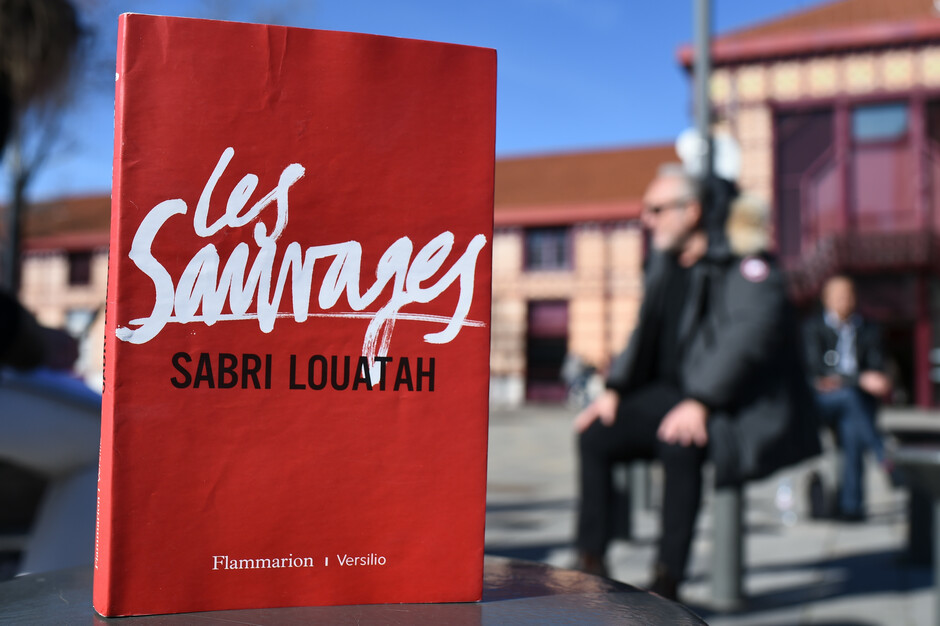 Les
Sauvages
SABRI LOUATAH
Flammarion | Versilio